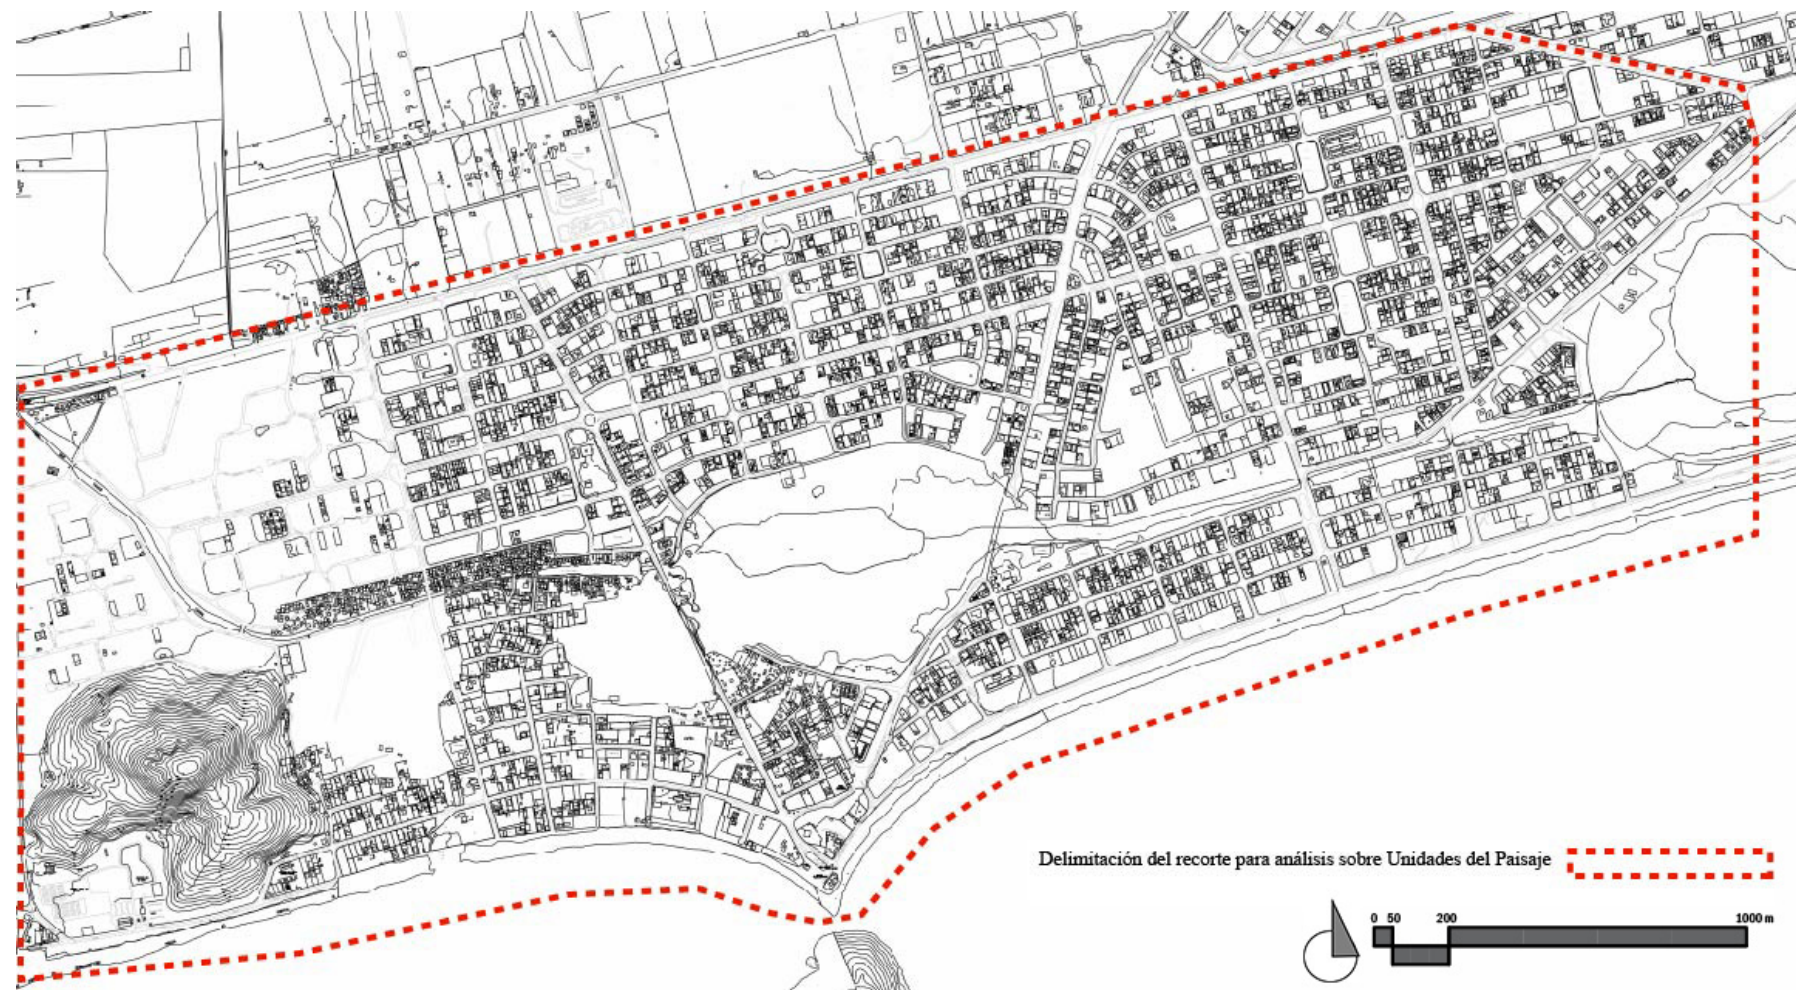 Delimitación del recorte para análisis sobre Unidades del Paisaje
0 50 200 1000 m